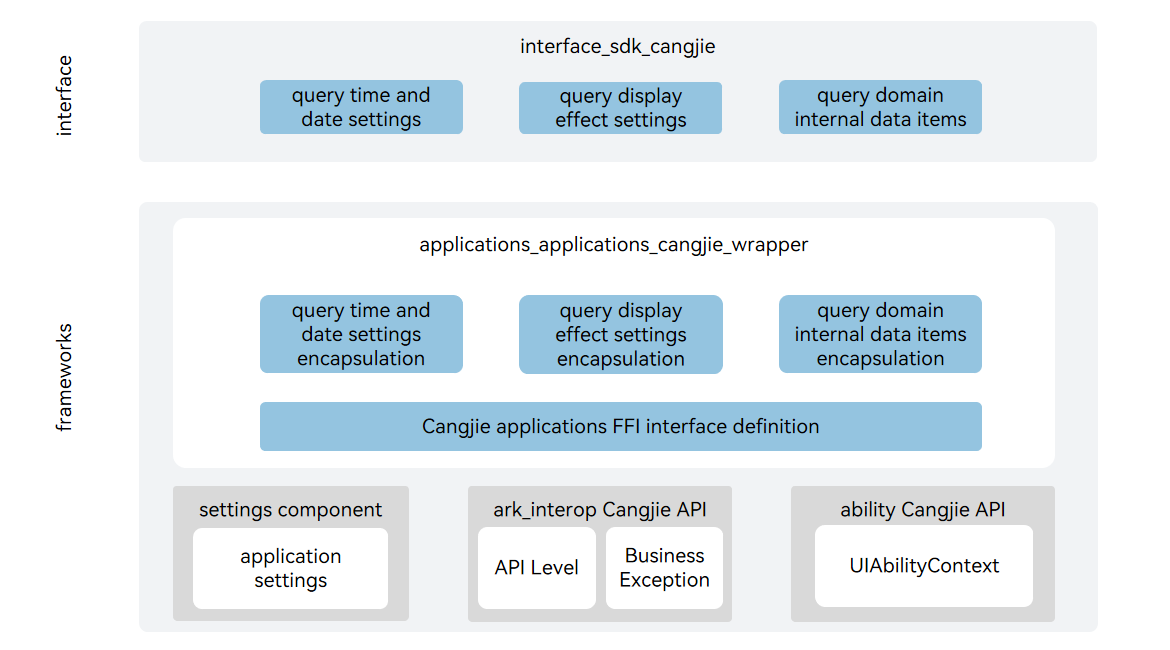 interface
interface_sdk_cangjie
query time and
date settings
query display
effect settings
query domain
internal data items
frameworks
applications_applications_cangjie_wrapper
query time and
date settings
encapsulation
query display
effect settings
encapsulation
query domain
internal data items
encapsulation
Cangjie applications FFI interface definition
settings component
application
settings
ark_interop Cangjie API
API Level
Business
Exception
ability Cangjie API
UIAbilityContext